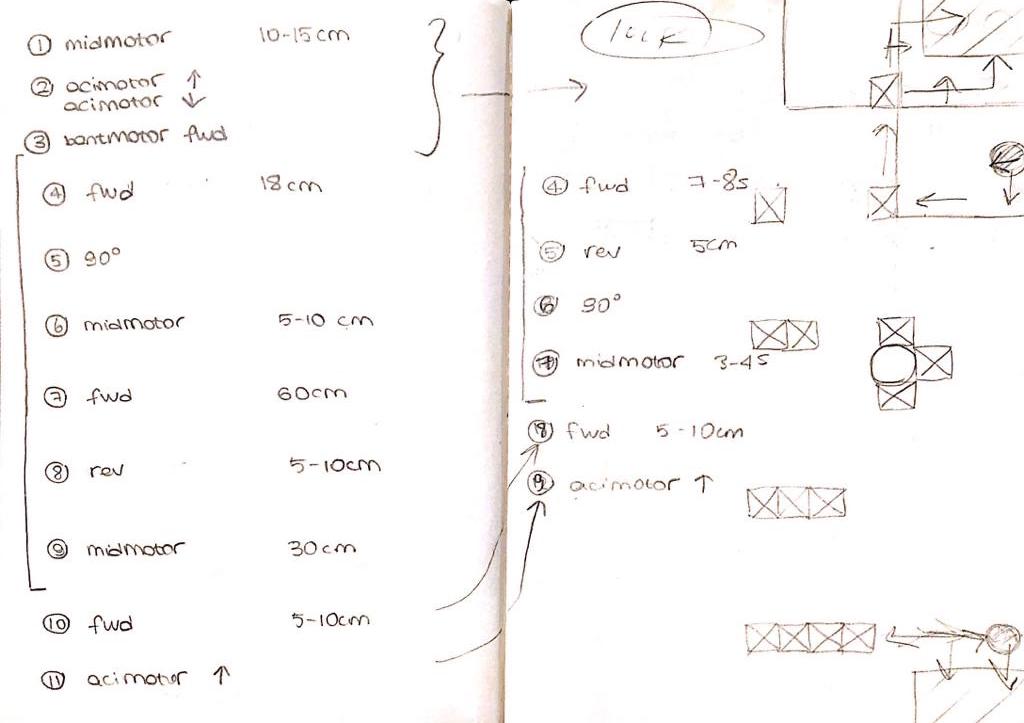 ① midmotor 10-15cm
② acimotor ↑
acimotor ↓
③ bantmotor fwd
④ fwd 18cm
⑤ 90°
⑥ midmotor 5-10 cm
⑦ fwd 60cm
⑧ rev 5-10cm
⑨ midmotor 30cm
⑩ fwd 5-10cm
⑪ acimotor ↑
④ fwd 7-8s
⑤ rev 5cm
⑥ 90°
⑦ midmotor 3-4s
⑧ fwd 5-10cm
⑨ acimotor ↑